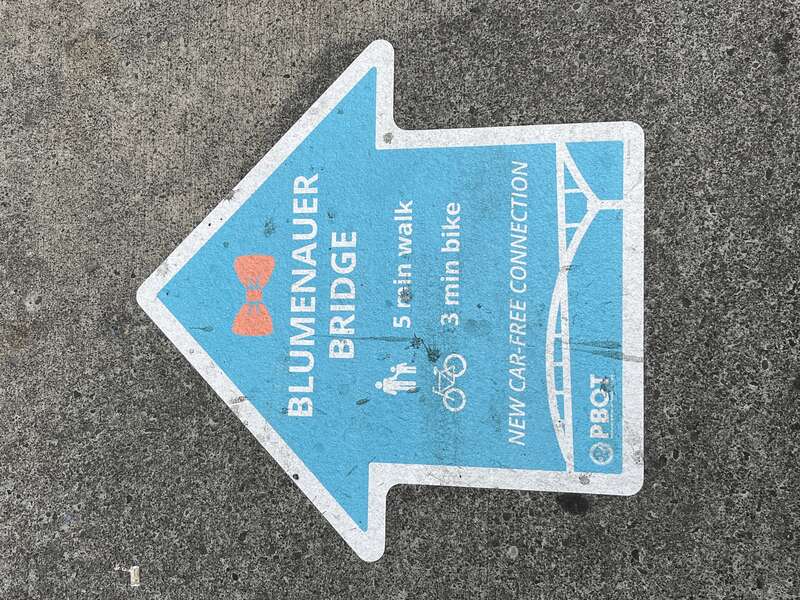 BLUMENAUER
BRIDGE
5 min walk
3 min bike
NEW CAR-FREE CONNECTION
PBOT